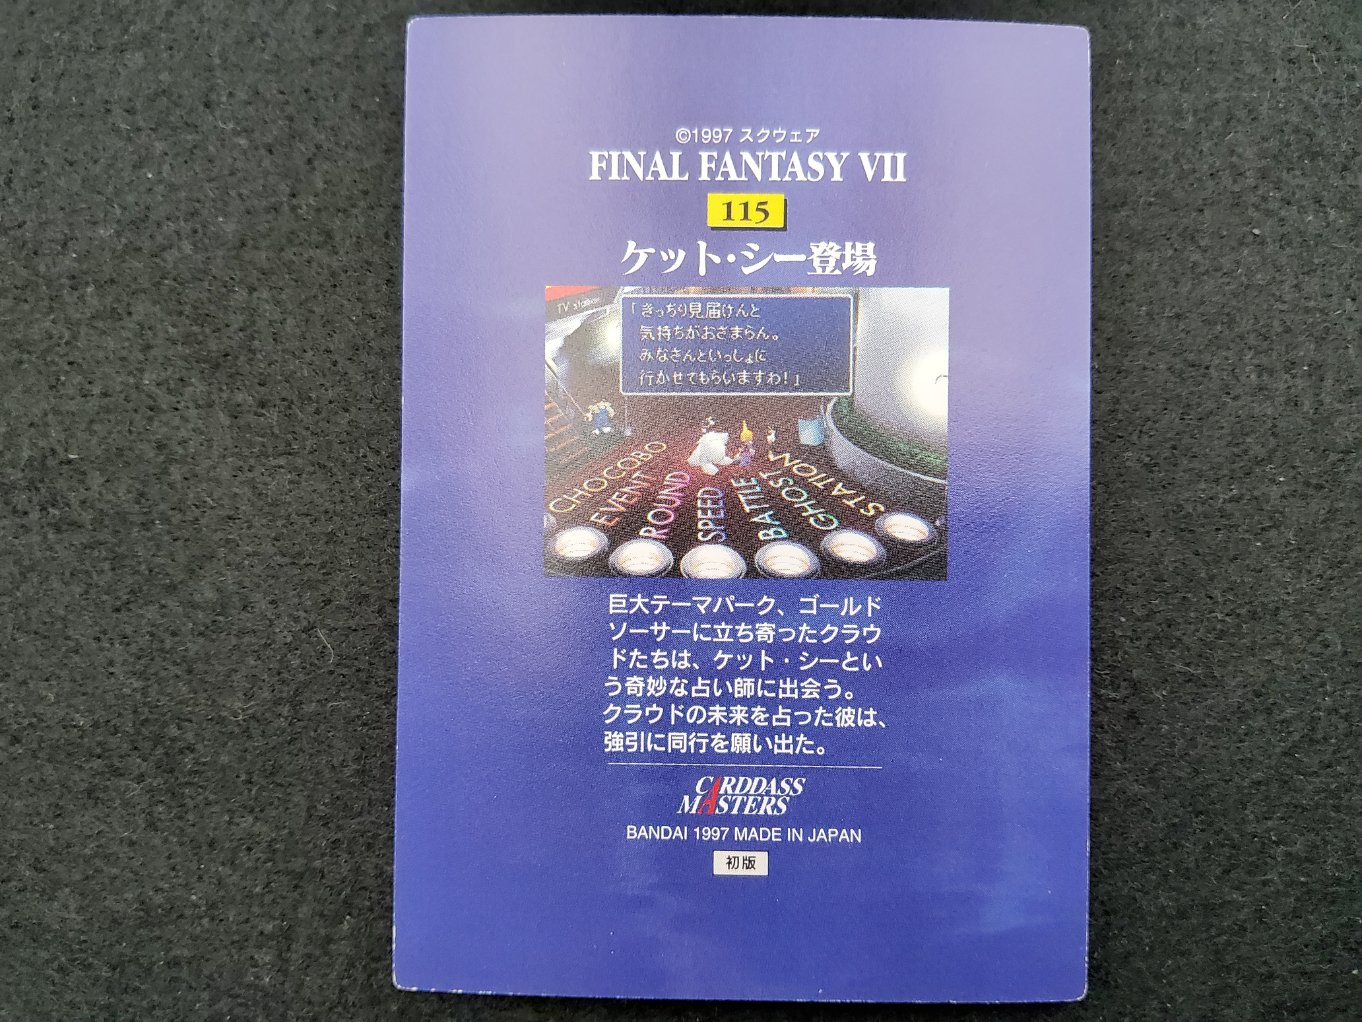 ©1997 スクウェア
FINAL FANTASY VII
115
ケット・シー登場
TV station
「きっちり見届けんと
気持ちがおさまらん。
みなさんといっしょに
行かせてもらいますわ!」
CHOCOBO
EVENT
ROUND
SPEED
BATTLE
GHOST
STATION
巨大テーマパーク、ゴールド
ソーサーに立ち寄ったクラウ
ドたちは、ケット・シーとい
う奇妙な占い師に出会う。
クラウドの未来を占った彼は、
強引に同行を願い出た。
CARDDASS
MASTERS
BANDAI 1997 MADE IN JAPAN
初版